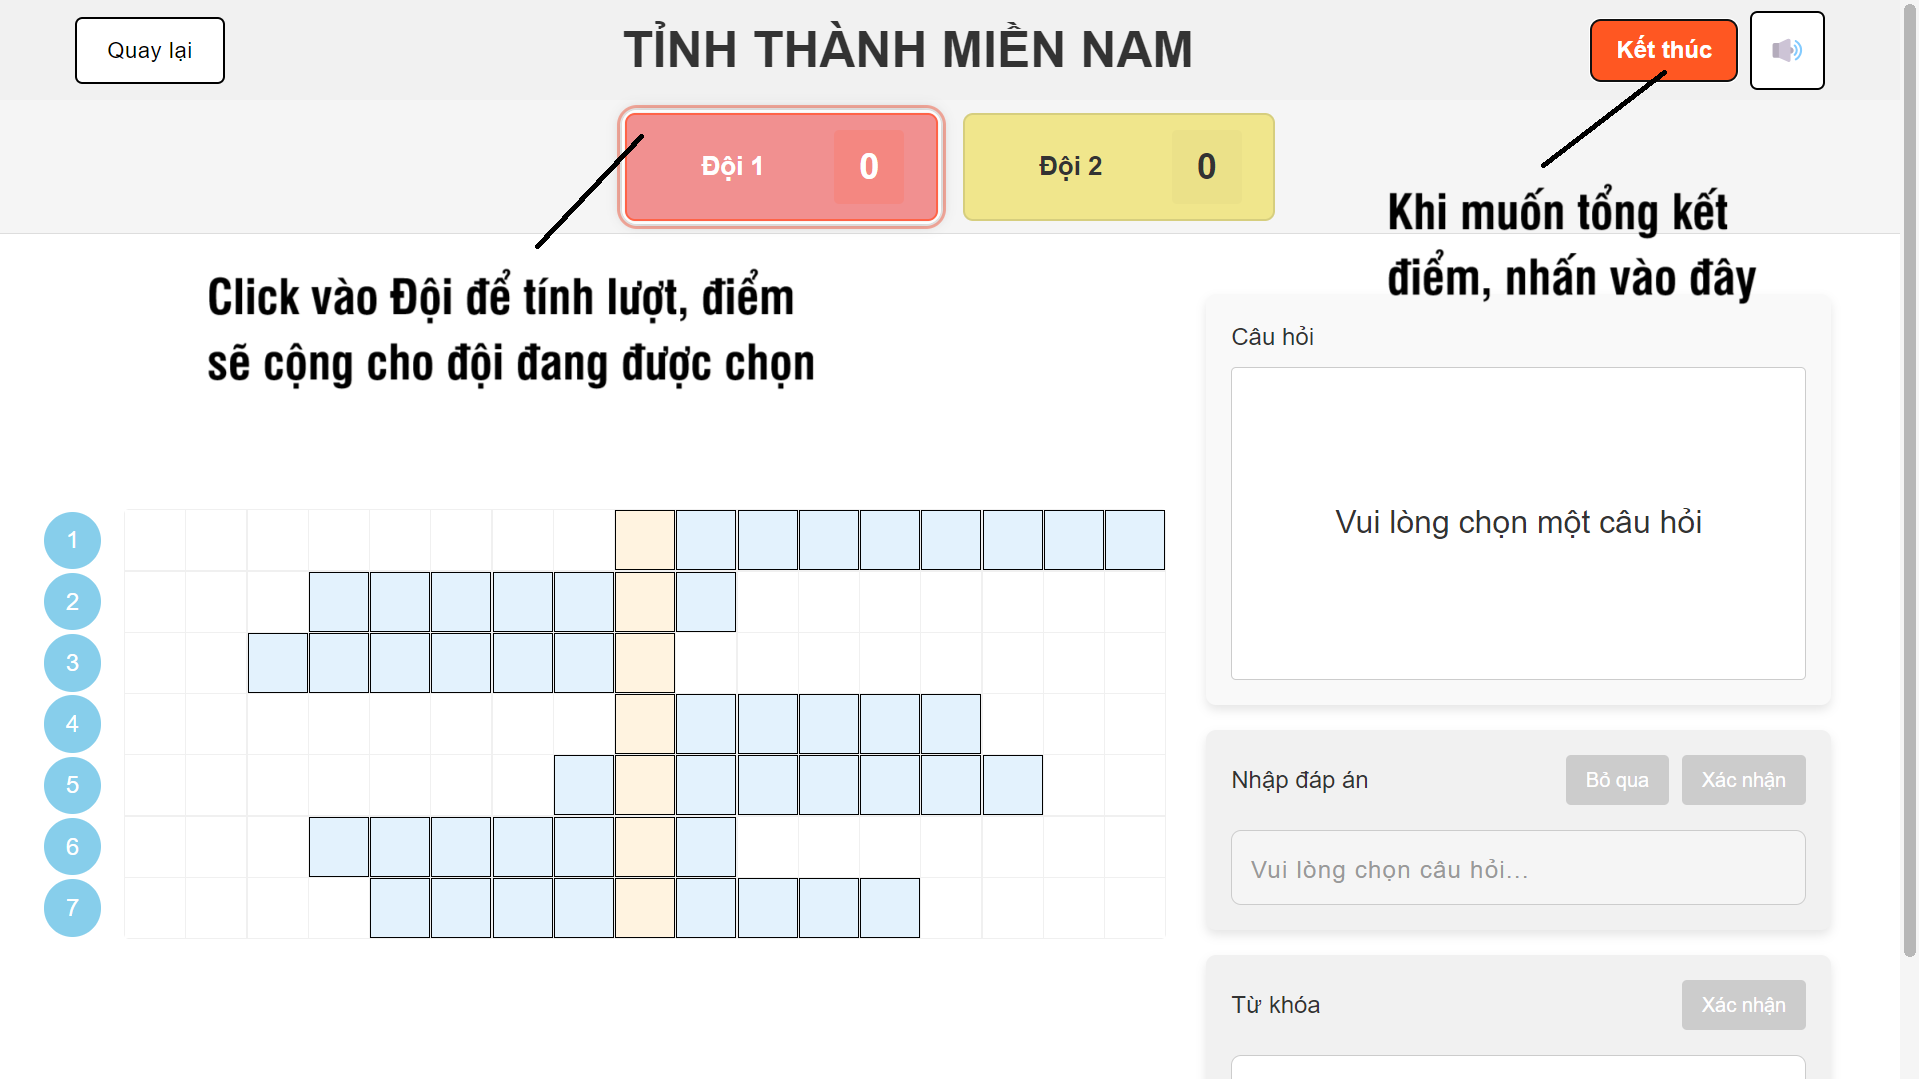 Quay lại
TỈNH THÀNH MIỀN NAM
Kết thúc
Đội 1
0
Đội 2
0
Khi muốn tổng kết
điểm, nhấn vào đây
Click vào Đội để tính lượt, điểm
sẽ cộng cho đội đang được chọn
Câu hỏi
Vui lòng chọn một câu hỏi
1
2
3
4
5
6
7
Nhập đáp án
Bỏ qua
Xác nhận
Vui lòng chọn câu hỏi...
Từ khóa
Xác nhận